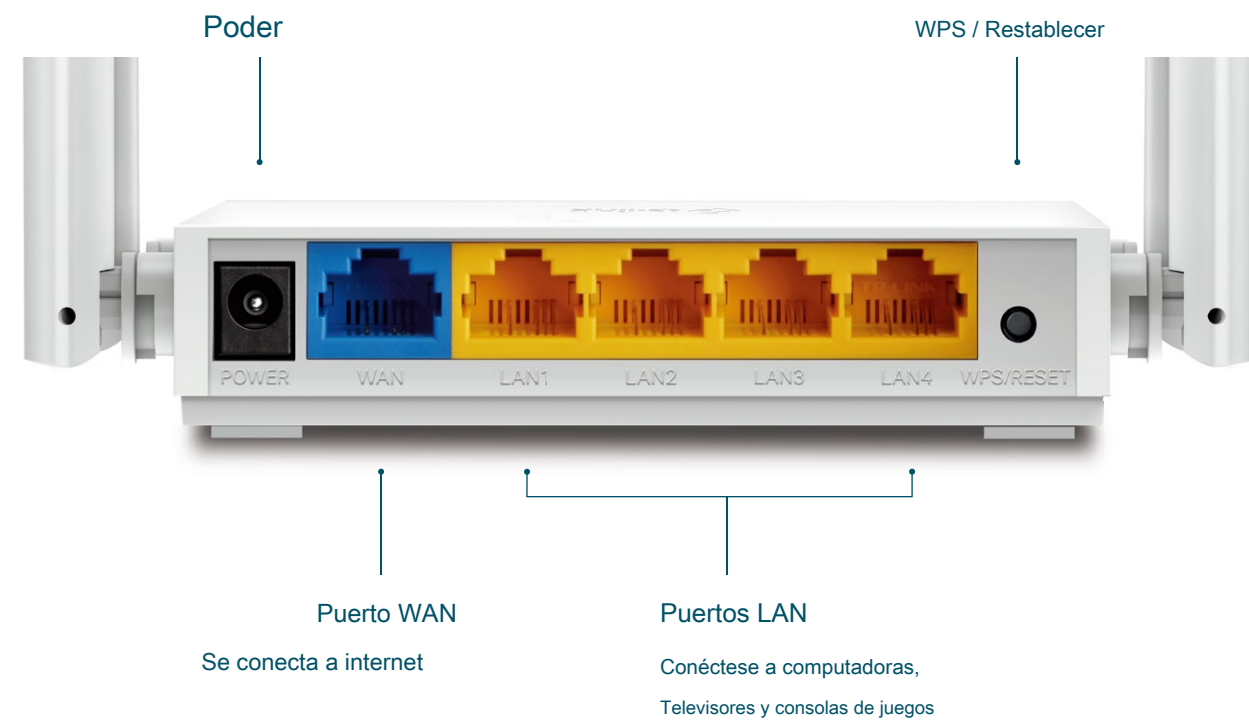 Poder
WPS / Restablecer
POWER
WAN
LAN1
LAN2
LAN3
LAN4
WPS/RESET
Puerto WAN
Se conecta a internet
Puertos LAN
Conéctese a computadoras,
Televisores y consolas de juegos